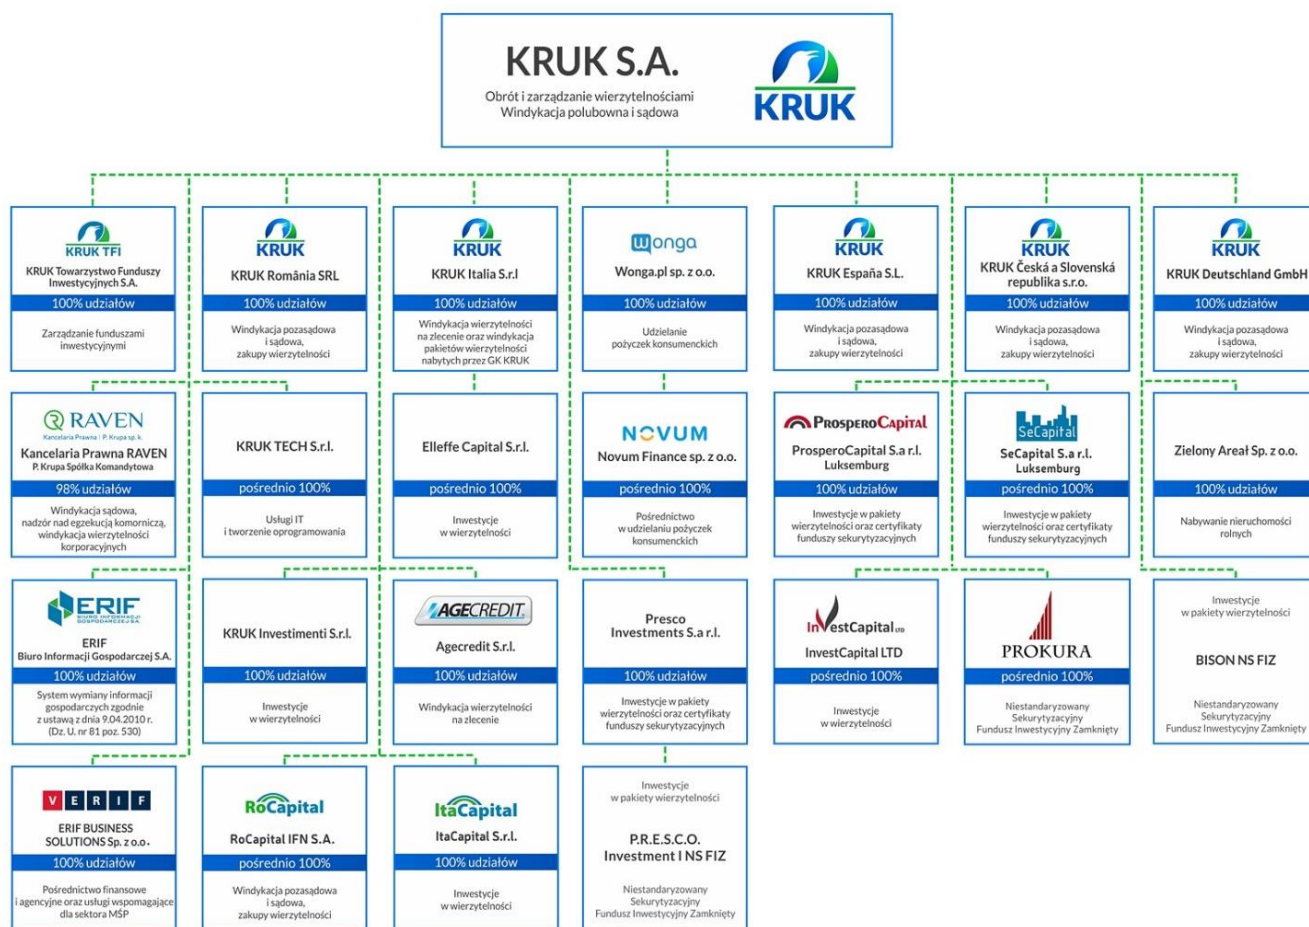 KRUK S.A.
Obrót i zarządzanie wierzytelnościami
Windykacja polubowna i sądowa
KRUK
KRUK TFI
KRUK Towarzystwo Funduszy
Inwestycyjnych S.A.
100% udziałów
Zarządzanie funduszami
inwestycyjnymi
KRUK
KRUK România SRL
100% udziałów
Windykacja pozasądowa
i sądowa,
zakupy wierzytelności
KRUK
KRUK Italia S.r.l
100% udziałów
Windykacja wierzytelności
na zlecenie oraz windykacja
pakietów wierzytelności
nabytych przez GK KRUK
wonga
Wonga.pl sp. z o.o.
100% udziałów
Udzielanie
pożyczek konsumenckich
KRUK
KRUK España S.L.
100% udziałów
Windykacja pozasądowa
i sądowa,
zakupy wierzytelności
KRUK
KRUK Česká a Slovenská
republika s.r.o.
100% udziałów
Windykacja pozasądowa
i sądowa,
zakupy wierzytelności
KRUK
KRUK Deutschland GmbH
100% udziałów
Windykacja pozasądowa
i sądowa,
zakupy wierzytelności
RAVEN
Kancelaria Prawna | P. Krupa sp. k.
Kancelaria Prawna RAVEN
P. Krupa Spółka Komandytowa
98% udziałów
Windykacja sądowa,
nadzór nad egzekucją komorniczą,
windykacja wierzytelności
korporacyjnych
KRUK TECH S.r.l.
pośrednio 100%
Usługi IT
i tworzenie oprogramowania
Elleffe Capital S.r.l.
pośrednio 100%
Inwestycje
w wierzytelności
NOVUM
Novum Finance sp. z o.o.
pośrednio 100%
Pośrednictwo
w udzielaniu pożyczek
konsumenckich
PROSPEROCAPITAL
ProsperoCapital S.a r.l.
Luksemburg
100% udziałów
Inwestycje w pakiety
wierzytelności oraz certyfikaty
funduszy sekurytyzacyjnych
SeCapital
SeCapital S.a r.l.
Luksemburg
pośrednio 100%
Inwestycje w pakiety
wierzytelności oraz certyfikaty
funduszy sekurytyzacyjnych
Zielony Areał Sp. z o.o.
100% udziałów
Nabywanie nieruchomości
rolnych
ERIF
BIURO INFORMACJI
GOSPODARCZEJ SA
ERIF
Biuro Informacji Gospodarczej S.A.
100% udziałów
System wymiany informacji
gospodarczych zgodnie
z ustawą z dnia 9.04.2010 r.
(Dz. U. nr 81 poz. 530)
KRUK Investimenti S.r.l.
100% udziałów
Inwestycje
w wierzytelności
AGECREDIT
Agecredit S.r.l.
100% udziałów
Windykacja wierzytelności
na zlecenie
Presco
Investments S.a r.l.
100% udziałów
Inwestycje w pakiety
wierzytelności oraz certyfikaty
funduszy sekurytyzacyjnych
InVestCapital LTD
InvestCapital LTD
pośrednio 100%
Inwestycje
w wierzytelności
PROKURA
pośrednio 100%
Niestandaryzowany
Sekurytyzacyjny
Fundusz Inwestycyjny Zamknięty
Inwestycje
w pakiety wierzytelności
BISON NS FIZ
Niestandaryzowany
Sekurytyzacyjny
Fundusz Inwestycyjny Zamknięty
VERIF
ERIF BUSINESS
SOLUTIONS Sp. z o.o.
100% udziałów
Pośrednictwo finansowe
i agencyjne oraz usługi wspomagające
dla sektora MŚP
RoCapital
RoCapital IFN S.A.
pośrednio 100%
Windykacja pozasądowa
i sądowa,
zakupy wierzytelności
ItaCapital
ItaCapital S.r.l.
100% udziałów
Inwestycje
w wierzytelności
Inwestycje
w pakiety wierzytelności
P.R.E.S.C.O.
Investment I NS FIZ
Niestandaryzowany
Sekurytyzacyjny
Fundusz Inwestycyjny Zamknięty